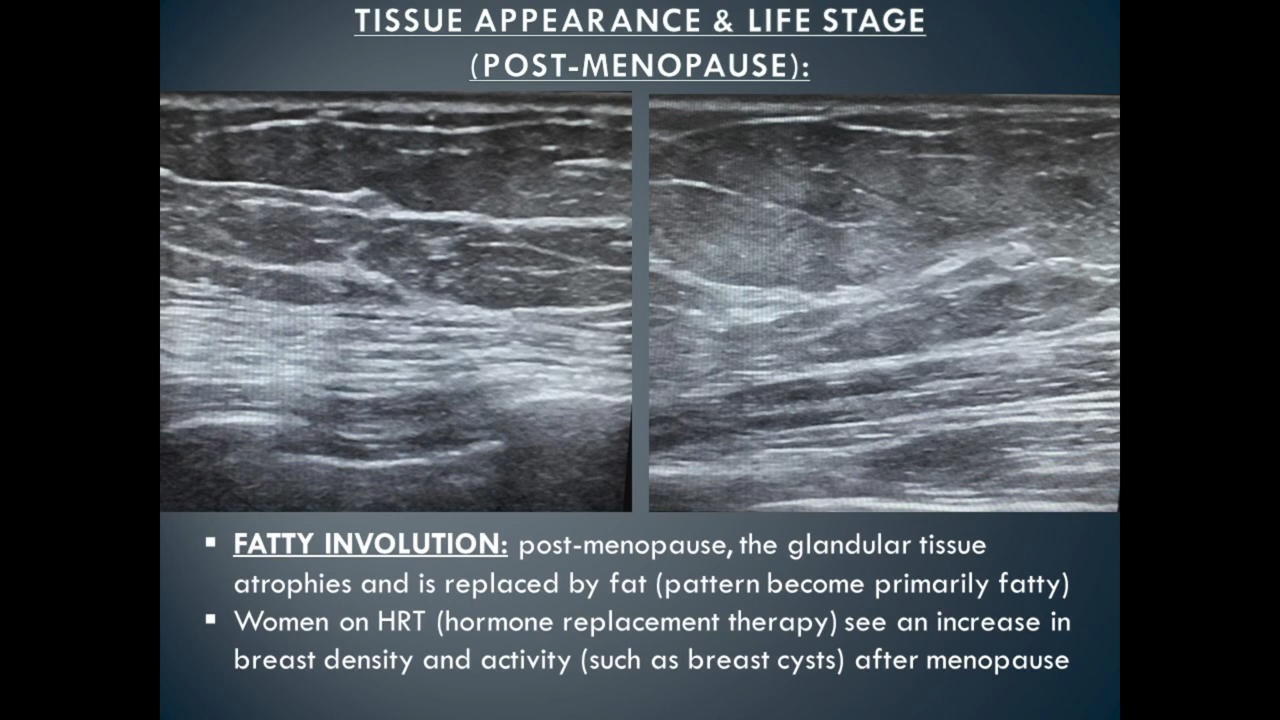 TISSUE APPEARANCE & LIFE STAGE
(POST-MENOPAUSE):
▪ FATTY INVOLUTION: post-menopause, the glandular tissue
atrophies and is replaced by fat (pattern become primarily fatty)
▪ Women on HRT (hormone replacement therapy) see an increase in
breast density and activity (such as breast cysts) after menopause